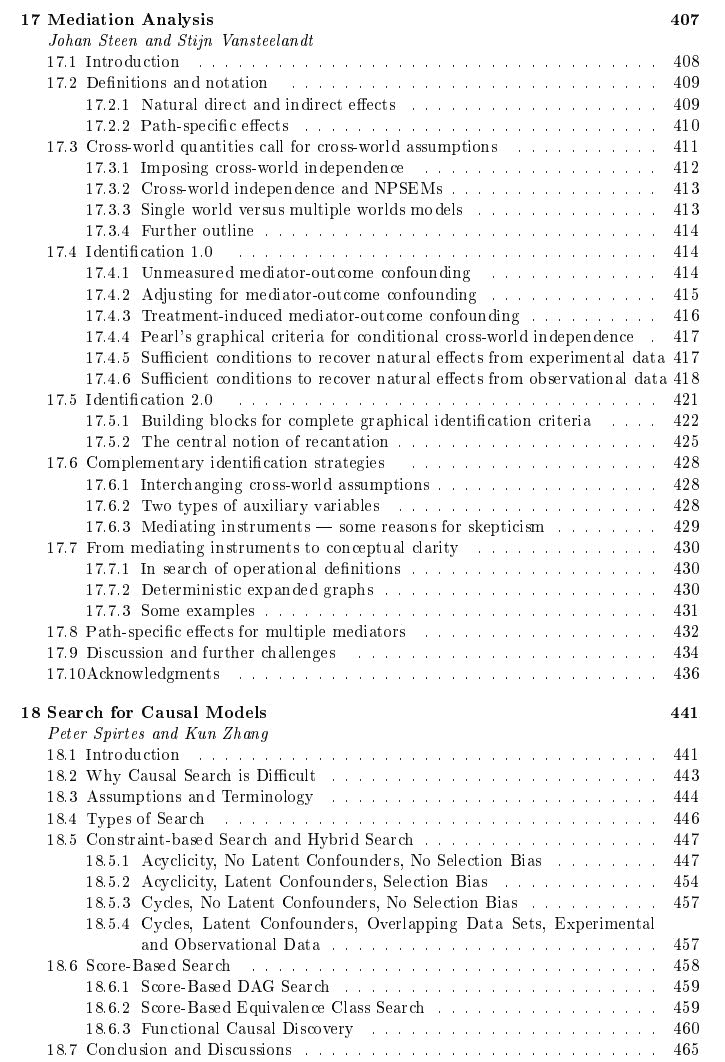 17 Mediation Analysis 407
Johan Steen and Stijn Vansteelandt
17.1 Introduction . . . . . . . . . . . . . . . . . . . . . . . . . . . . . . . . . . . 408
17.2 Definitions and notation . . . . . . . . . . . . . . . . . . . . . . . . . . . . . 409
17.2.1 Natural direct and indirect effects . . . . . . . . . . . . . . . . . . . 409
17.2.2 Path-specific effects . . . . . . . . . . . . . . . . . . . . . . . . . . . 410
17.3 Cross-world quantities call for cross-world assumptions . . . . . . . . . . . 411
17.3.1 Imposing cross-world independence . . . . . . . . . . . . . . . . . . 412
17.3.2 Cross-world independence and NPSEMs . . . . . . . . . . . . . . . . 413
17.3.3 Single world versus multiple worlds models . . . . . . . . . . . . . . 413
17.3.4 Further outline . . . . . . . . . . . . . . . . . . . . . . . . . . . . . . 414
17.4 Identification 1.0 . . . . . . . . . . . . . . . . . . . . . . . . . . . . . . . . 414
17.4.1 Unmeasured mediator-outcome confounding . . . . . . . . . . . . . 414
17.4.2 Adjusting for mediator-outcome confounding . . . . . . . . . . . . . 415
17.4.3 Treatment-induced mediator-outcome confounding . . . . . . . . . . 416
17.4.4 Pearl's graphical criteria for conditional cross-world independence . 417
17.4.5 Sufficient conditions to recover natural effects from experimental data 417
17.4.6 Sufficient conditions to recover natural effects from observational data 418
17.5 Identification 2.0 . . . . . . . . . . . . . . . . . . . . . . . . . . . . . . . . 421
17.5.1 Building blocks for complete graphical identification criteria . . . . 422
17.5.2 The central notion of recantation . . . . . . . . . . . . . . . . . . . . 425
17.6 Complementary identification strategies . . . . . . . . . . . . . . . . . . . 428
17.6.1 Interchanging cross-world assumptions . . . . . . . . . . . . . . . . . 428
17.6.2 Two types of auxiliary variables . . . . . . . . . . . . . . . . . . . . 428
17.6.3 Mediating instruments — some reasons for skepticism . . . . . . . . 429
17.7 From mediating instruments to conceptual clarity . . . . . . . . . . . . . . 430
17.7.1 In search of operational definitions . . . . . . . . . . . . . . . . . . . 430
17.7.2 Deterministic expanded graphs . . . . . . . . . . . . . . . . . . . . . 430
17.7.3 Some examples . . . . . . . . . . . . . . . . . . . . . . . . . . . . . . 431
17.8 Path-specific effects for multiple mediators . . . . . . . . . . . . . . . . . . 432
17.9 Discussion and further challenges . . . . . . . . . . . . . . . . . . . . . . . 434
17.10Acknowledgments . . . . . . . . . . . . . . . . . . . . . . . . . . . . . . . . 436
18 Search for Causal Models 441
Peter Spirtes and Kun Zhang
18.1 Introduction . . . . . . . . . . . . . . . . . . . . . . . . . . . . . . . . . . . 441
18.2 Why Causal Search is Difficult . . . . . . . . . . . . . . . . . . . . . . . . . 443
18.3 Assumptions and Terminology . . . . . . . . . . . . . . . . . . . . . . . . . 444
18.4 Types of Search . . . . . . . . . . . . . . . . . . . . . . . . . . . . . . . . . 446
18.5 Constraint-based Search and Hybrid Search . . . . . . . . . . . . . . . . . . 447
18.5.1 Acyclicity, No Latent Confounders, No Selection Bias . . . . . . . . 447
18.5.2 Acyclicity, Latent Confounders, Selection Bias . . . . . . . . . . . . 454
18.5.3 Cycles, No Latent Confounders, No Selection Bias . . . . . . . . . . 457
18.5.4 Cycles, Latent Confounders, Overlapping Data Sets, Experimental
and Observational Data . . . . . . . . . . . . . . . . . . . . . . . . . 457
18.6 Score-Based Search . . . . . . . . . . . . . . . . . . . . . . . . . . . . . . . 458
18.6.1 Score-Based DAG Search . . . . . . . . . . . . . . . . . . . . . . . . 459
18.6.2 Score-Based Equivalence Class Search . . . . . . . . . . . . . . . . . 459
18.6.3 Functional Causal Discovery . . . . . . . . . . . . . . . . . . . . . . 460
18.7 Conclusion and Discussions . . . . . . . . . . . . . . . . . . . . . . . . . . . 465